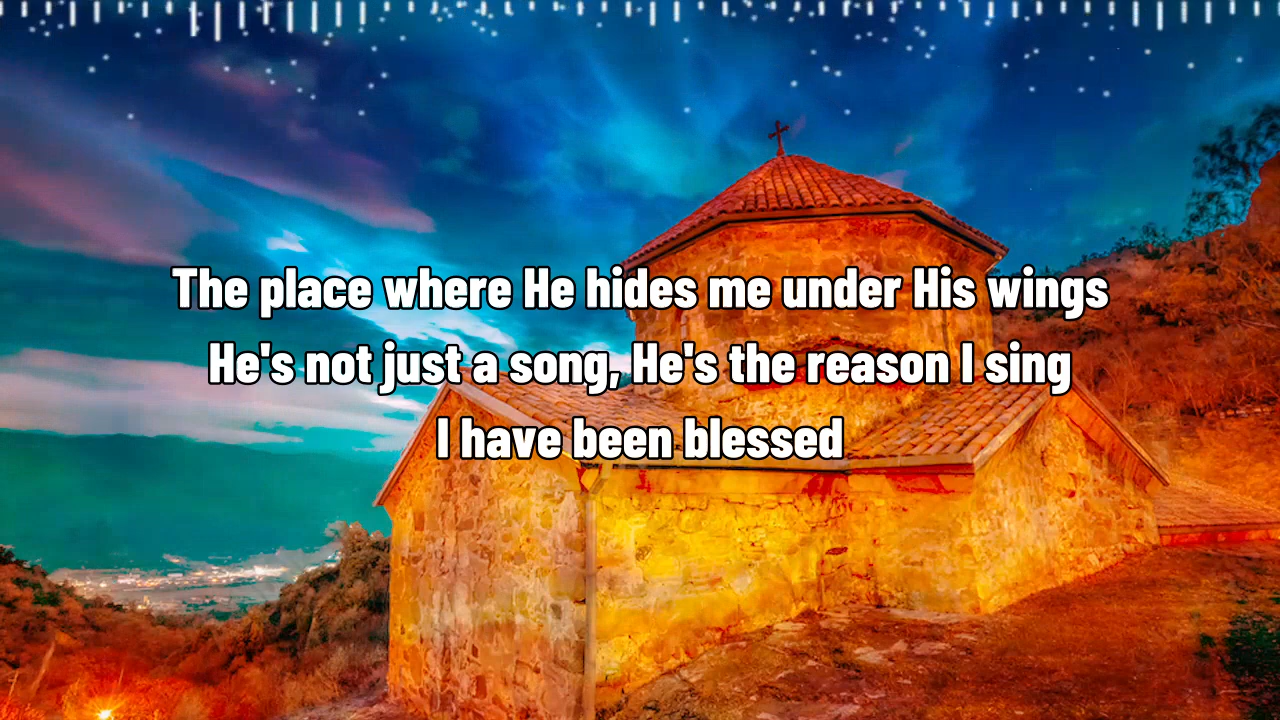 The place where He hides me under His wings
He's not just a song, He's the reason I sing
I have been blessed